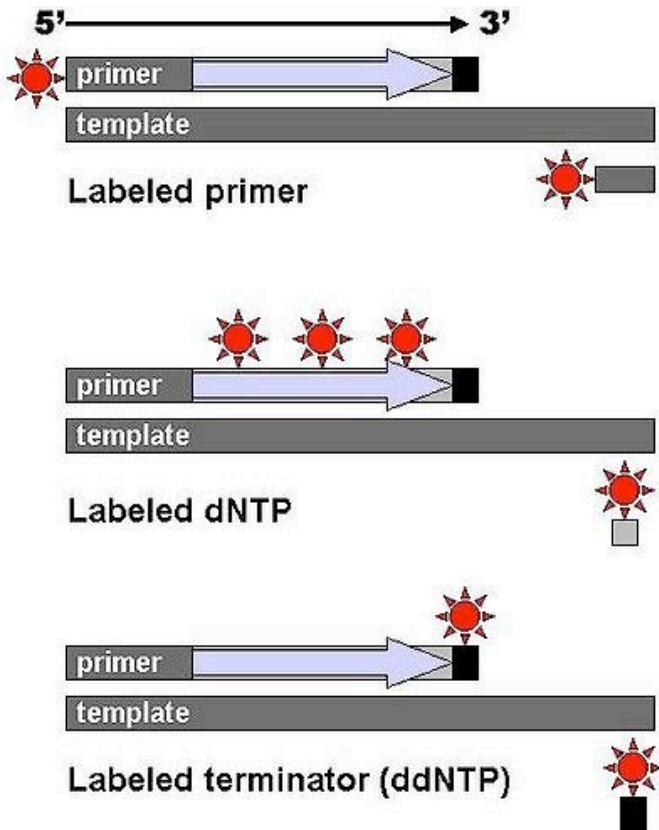 5’ 3’
primer
template
Labeled primer
primer
template
Labeled dNTP
primer
template
Labeled terminator (ddNTP)